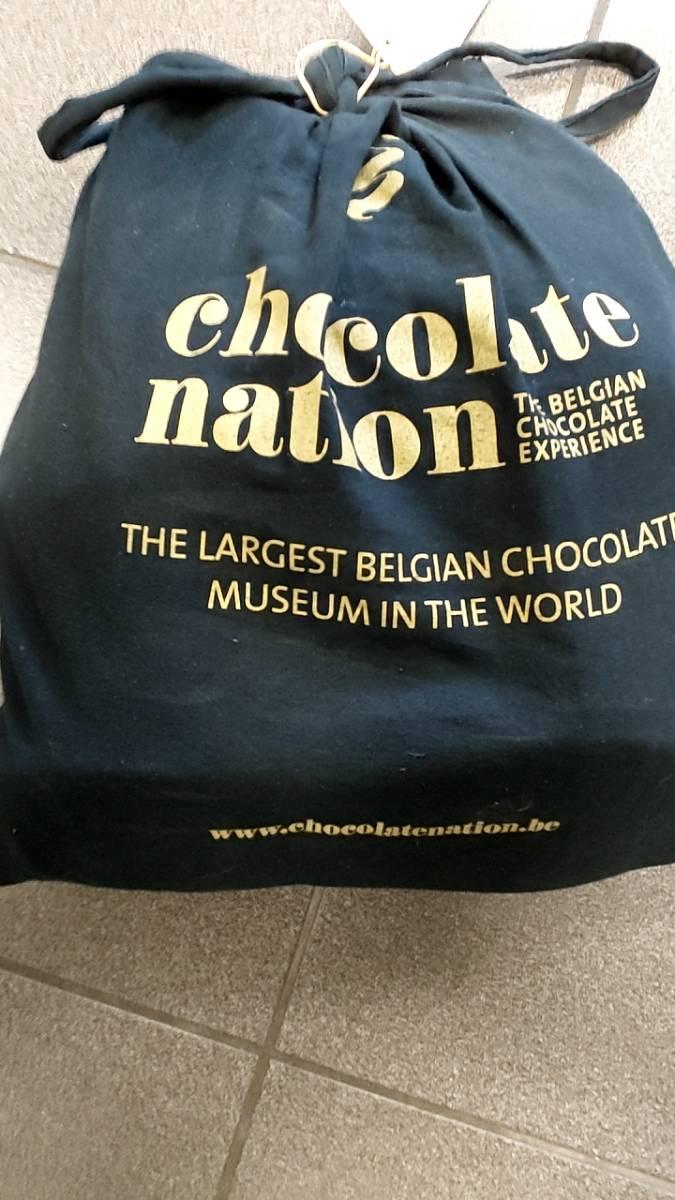 chocolate
nation
THE BELGIAN
CHOCOLATE
EXPERIENCE
THE LARGEST BELGIAN CHOCOLATE
MUSEUM IN THE WORLD
www.chocolatenation.be